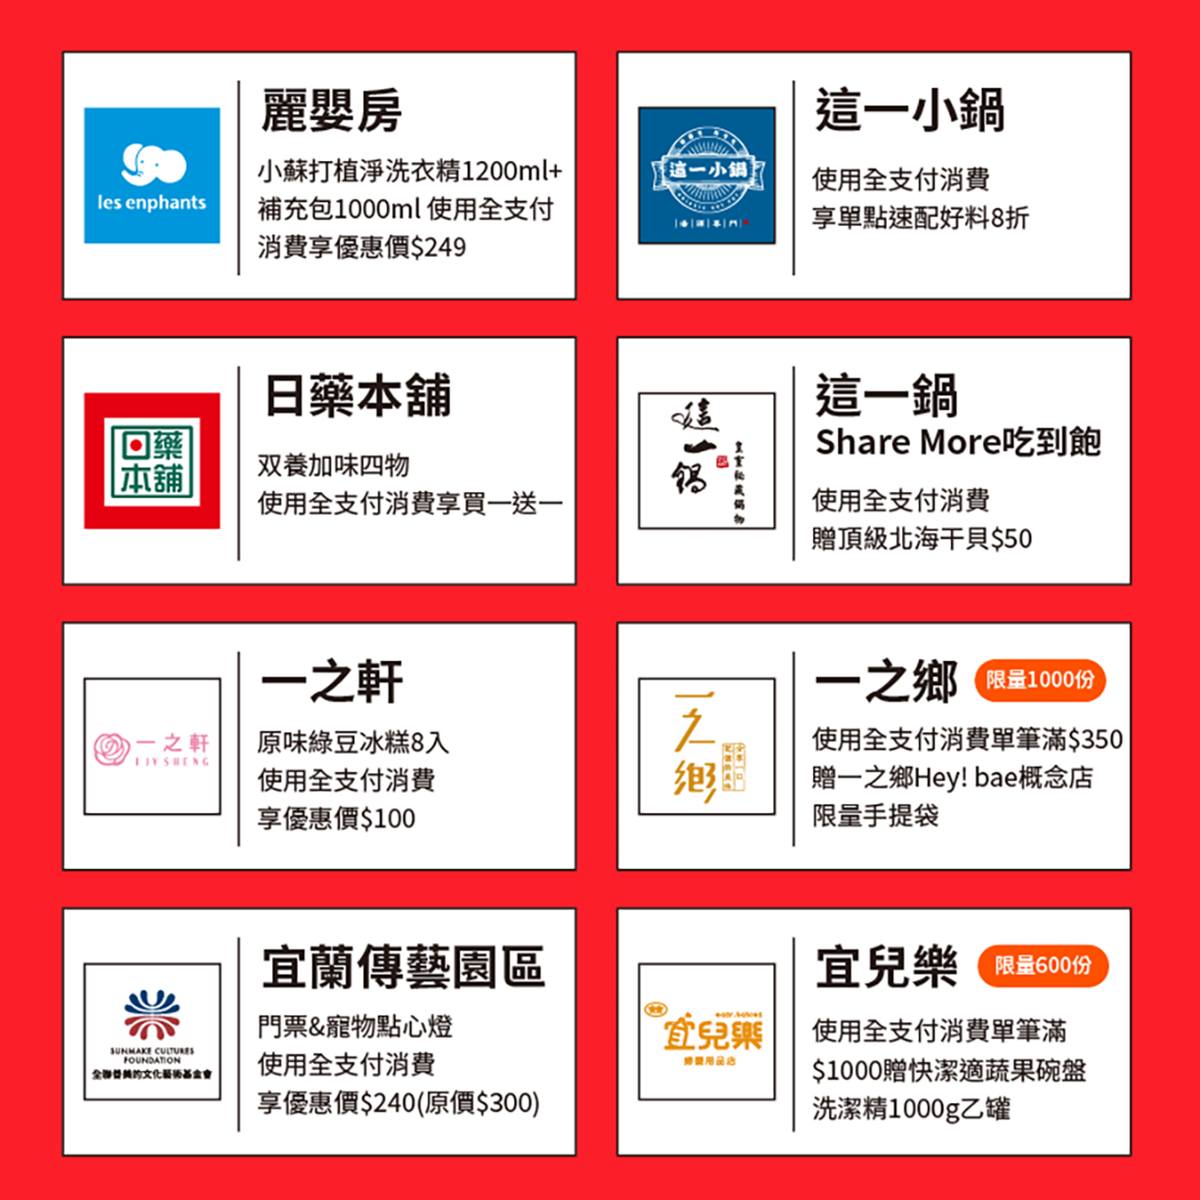 les enphants
麗嬰房
小蘇打植淨洗衣精1200ml+
補充包1000ml 使用全支付
消費享優惠價$249
這一小鍋
這一小鍋
使用全支付消費
享單點速配好料8折
日藥
本舖
日藥本舖
双養加味四物
使用全支付消費享買一送一
這一鍋
皇室秘藏鍋物
這一鍋
Share More吃到飽
使用全支付消費
贈頂級北海干貝$50
一之軒
I JY SHENG
一之軒
原味綠豆冰糕8入
使用全支付消費
享優惠價$100
一之鄉
一之鄉
限量1000份
使用全支付消費單筆滿$350
贈一之鄉Hey! bae概念店
限量手提袋
SUNMAKE CULTURES
FOUNDATION
全聯善美的文化藝術基金會
宜蘭傳藝園區
門票&寵物點心燈
使用全支付消費
享優惠價$240(原價$300)
宜兒樂
婦嬰用品店
宜兒樂
限量600份
使用全支付消費單筆滿
$1000贈快潔適蔬果碗盤
洗潔精1000g乙罐